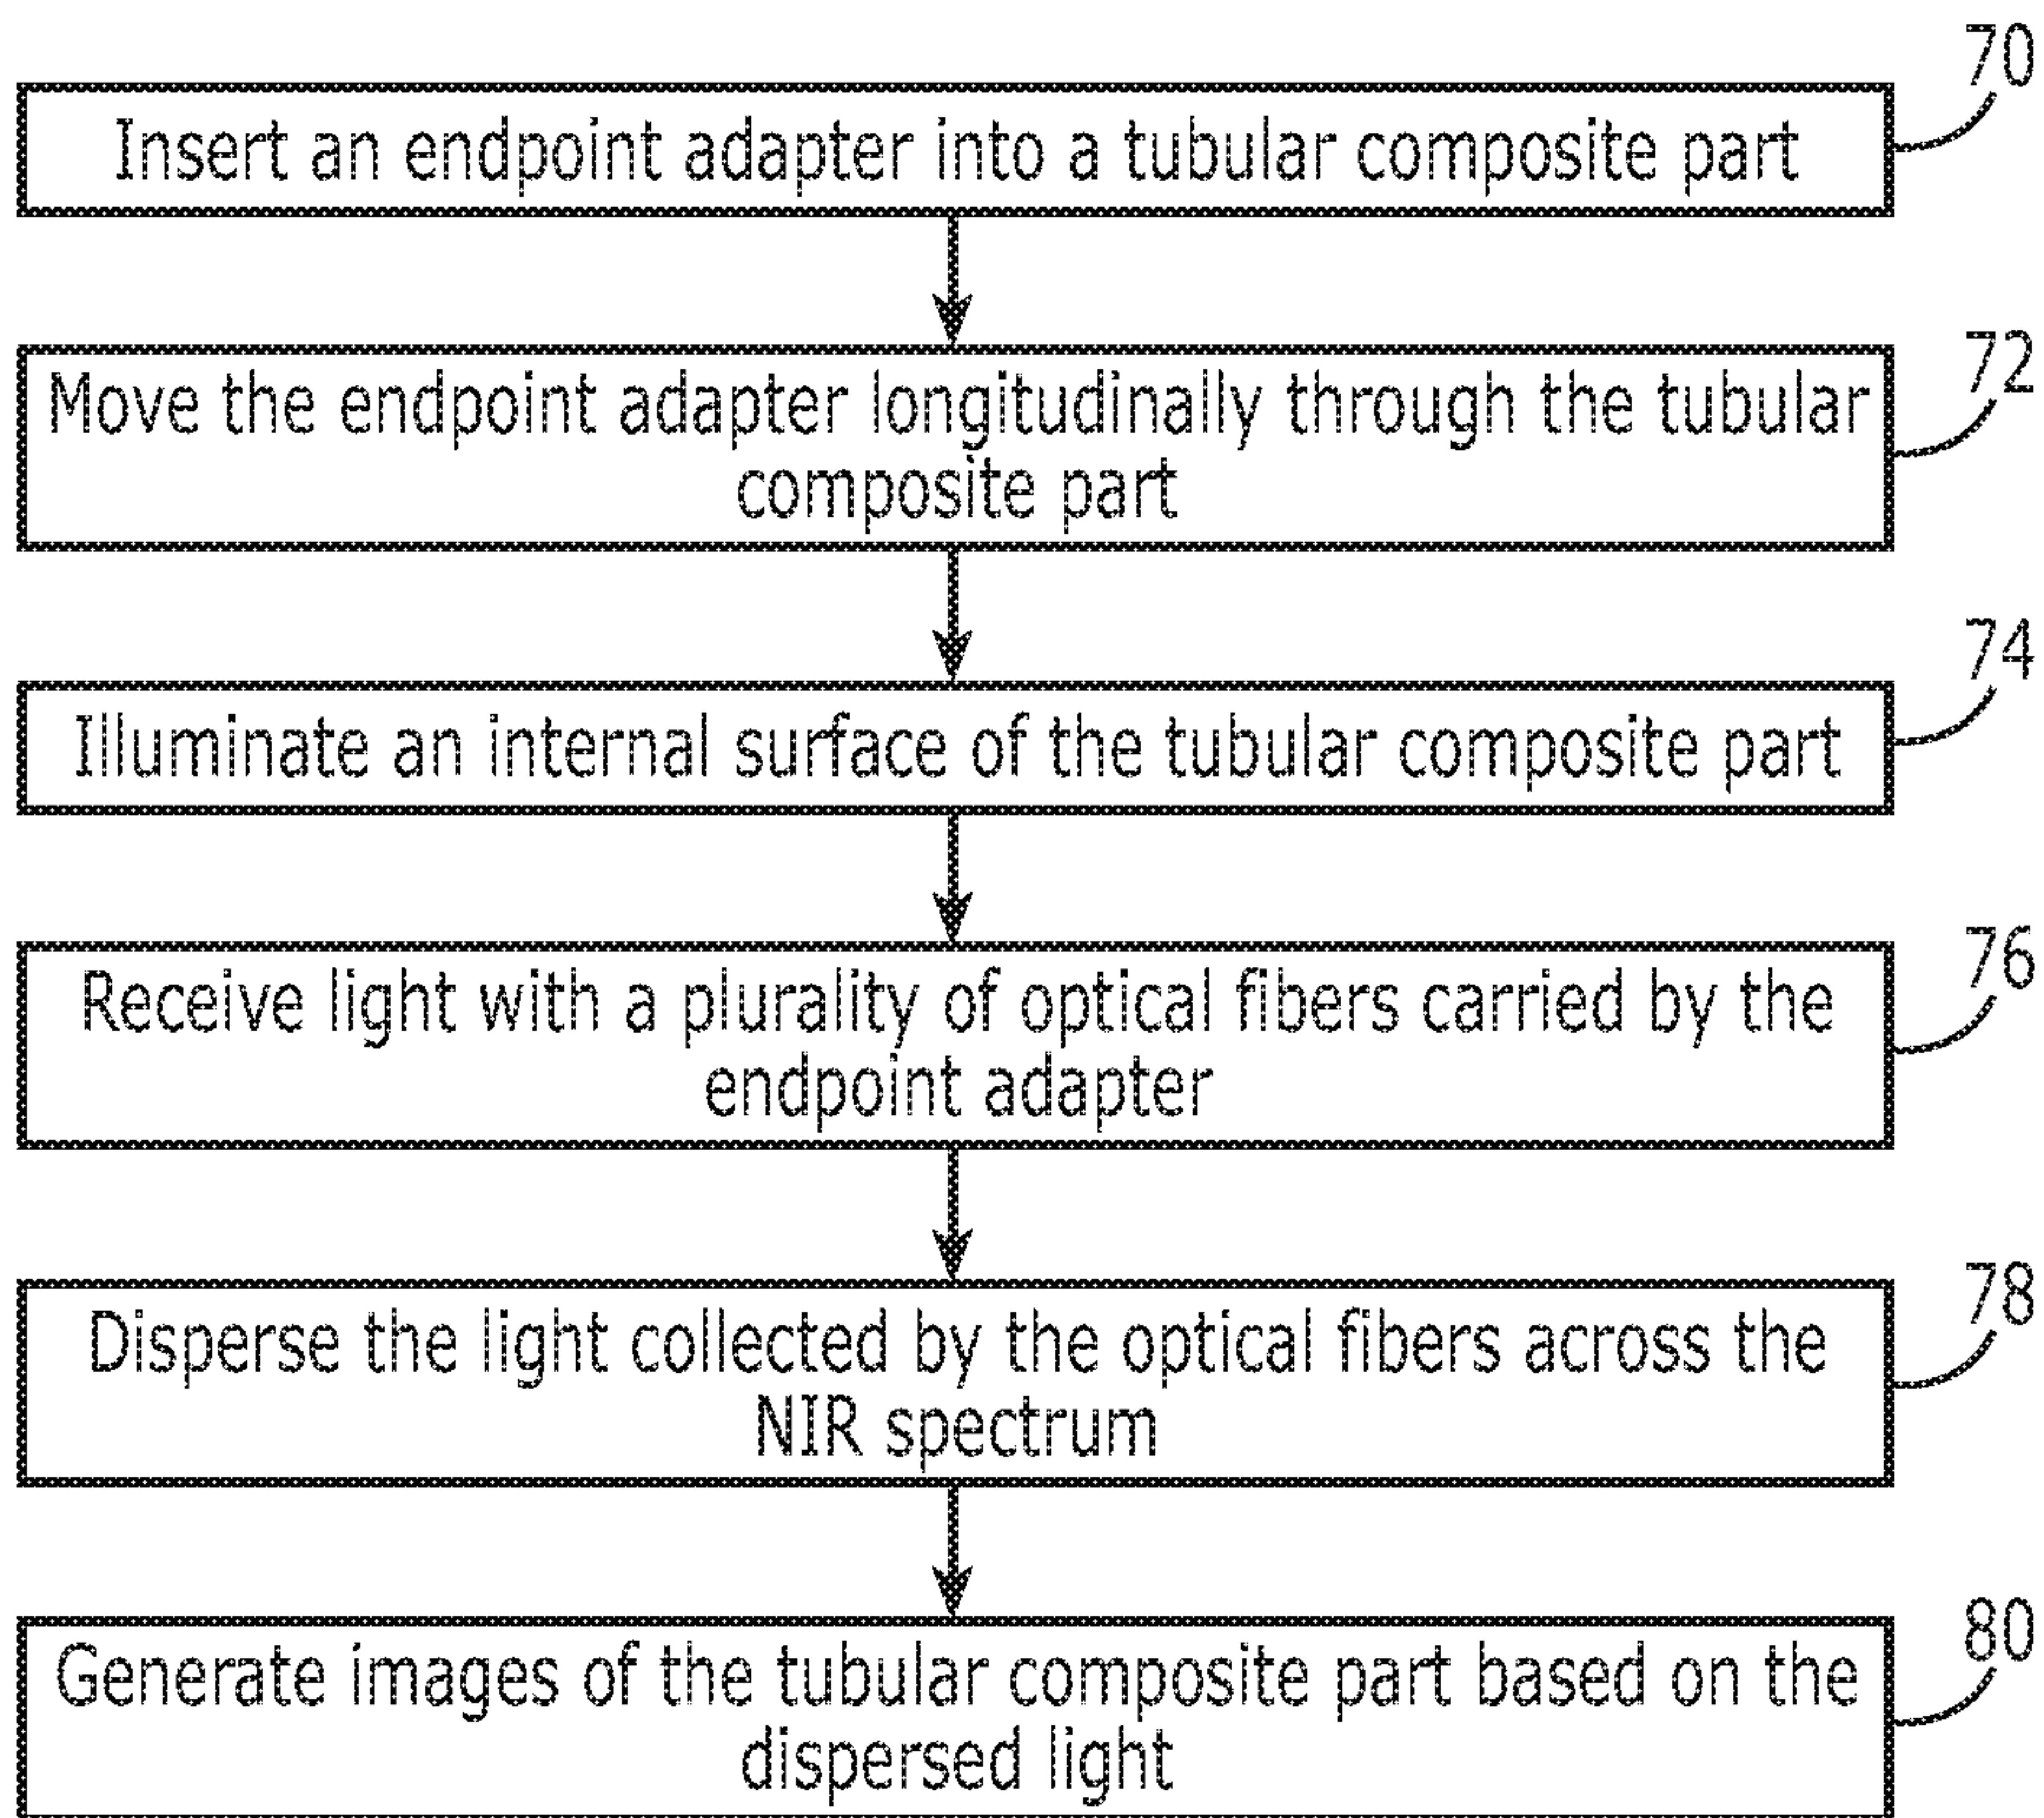 70
Insert an endpoint adapter into a tubular composite part
72
Move the endpoint adapter longitudinally through the tubular
composite part
74
Illuminate an internal surface of the tubular composite part
76
Receive light with a plurality of optical fibers carried by the
endpoint adapter
78
Disperse the light collected by the optical fibers across the
NIR spectrum
80
Generate images of the tubular composite part based on the
dispersed light